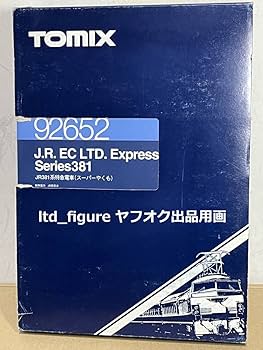 TOMIX
92652
J.R. EC LTD. Express
Series381
JR381系特急電車(スーパーやくも)
ltd_figure ヤフオク出品用画